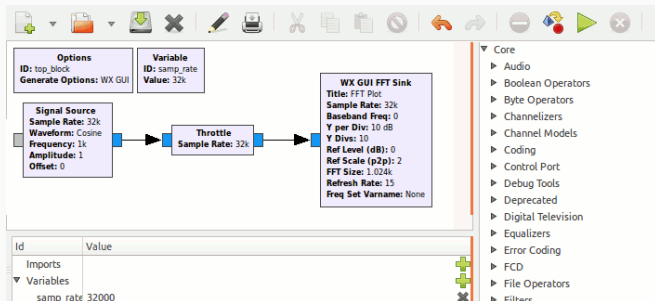 Options
ID: top_block
Generate Options: WX GUI
Variable
ID: samp_rate
Value: 32k
Signal Source
Sample Rate: 32k
Waveform: Cosine
Frequency: 1k
Amplitude: 1
Offset: 0
Throttle
Sample Rate: 32k
WX GUI FFT Sink
Title: FFT Plot
Sample Rate: 32k
Baseband Freq: 0
Y per Div: 10 dB
Y Divs: 10
Ref Level (dB): 0
Ref Scale (p2p): 2
FFT Size: 1.024k
Refresh Rate: 15
Freq Set Varname: None
Id Value
Imports
Variables
samp_rate 32000
Core
Audio
Boolean Operators
Byte Operators
Channelizers
Channel Models
Coding
Control Port
Debug Tools
Deprecated
Digital Television
Equalizers
Error Coding
FCD
File Operators
Filters